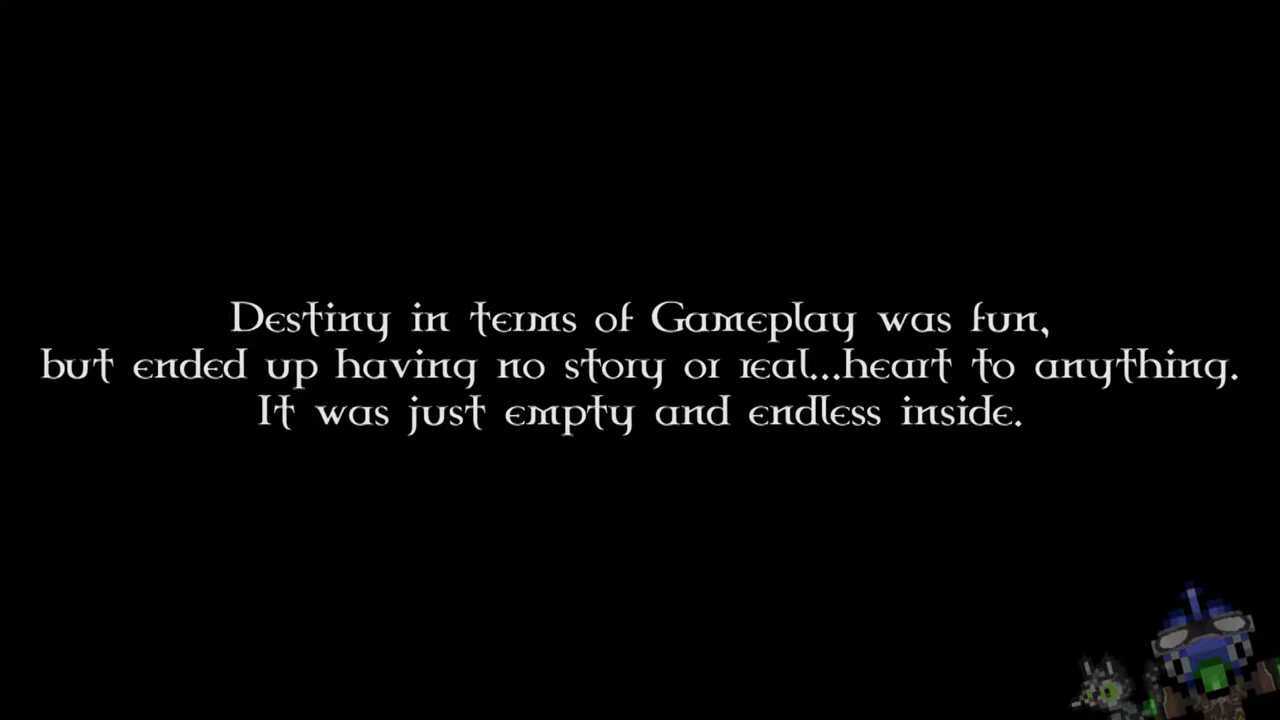 Destiny in terms of Gameplay was fun,
but ended up having no story or real...heart to anything.
It was just empty and endless inside.